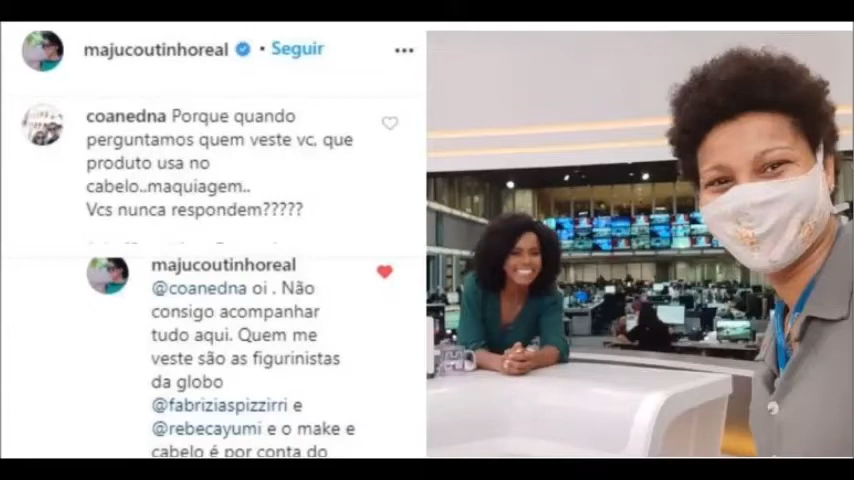 majucoutinhoreal • Seguir
coanedna Porque quando
perguntamos quem veste vc, que
produto usa no
cabelo..maquiagem..
Vcs nunca respondem?????
majucoutinhoreal
@coanedna oi . Não
consigo acompanhar
tudo aqui. Quem me
veste são as figurinistas
da globo
@fabriziaspizzirri e
@rebecayumi e o make e
cabelo é por conta do